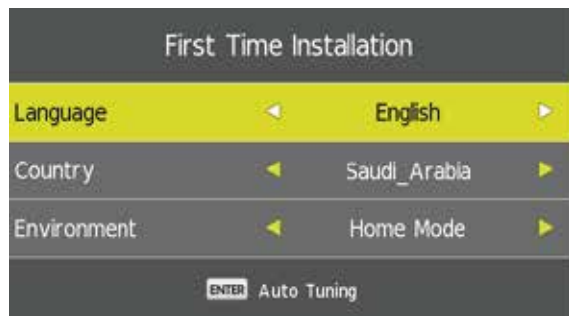 First Time Installation
Language English
Country Saudi_Arabia
Environment Home Mode
ENTER Auto Tuning